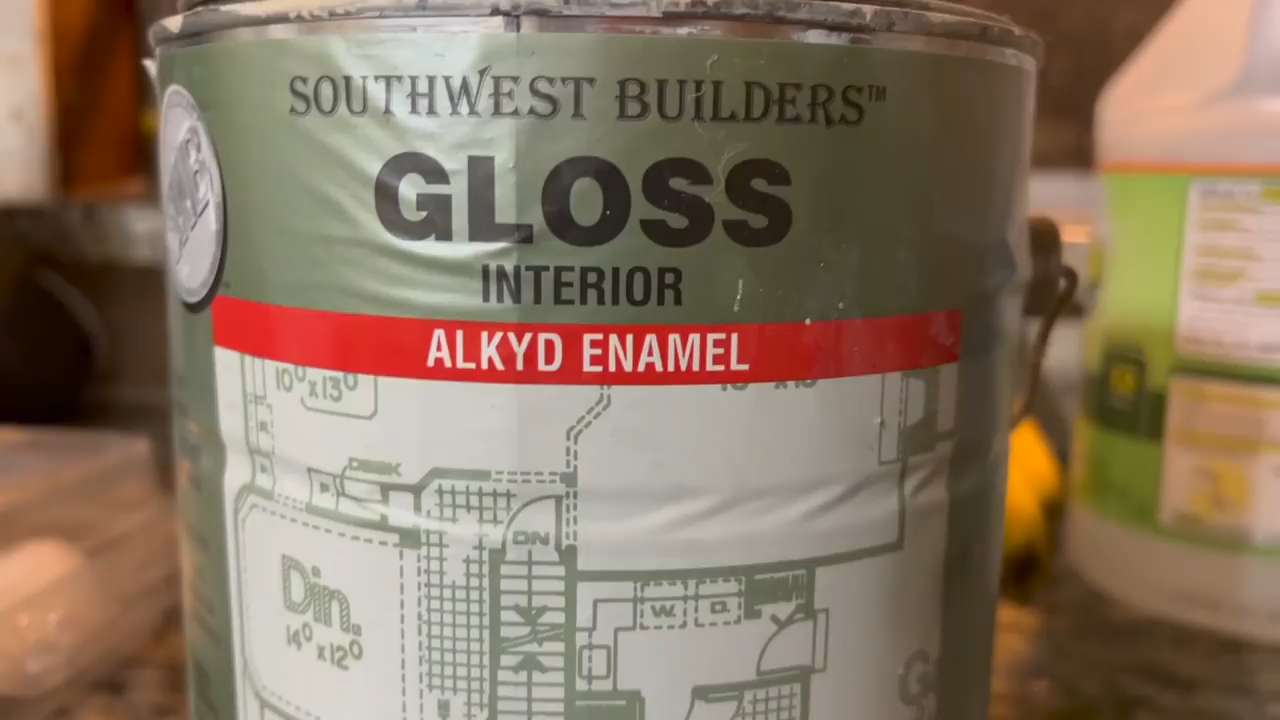 SOUTHWEST BUILDERS™
GLOSS
INTERIOR
ALKYD ENAMEL
10⁰ x 13⁰
DESK
DN
Din.
14⁰ x 12⁰
W.
D.